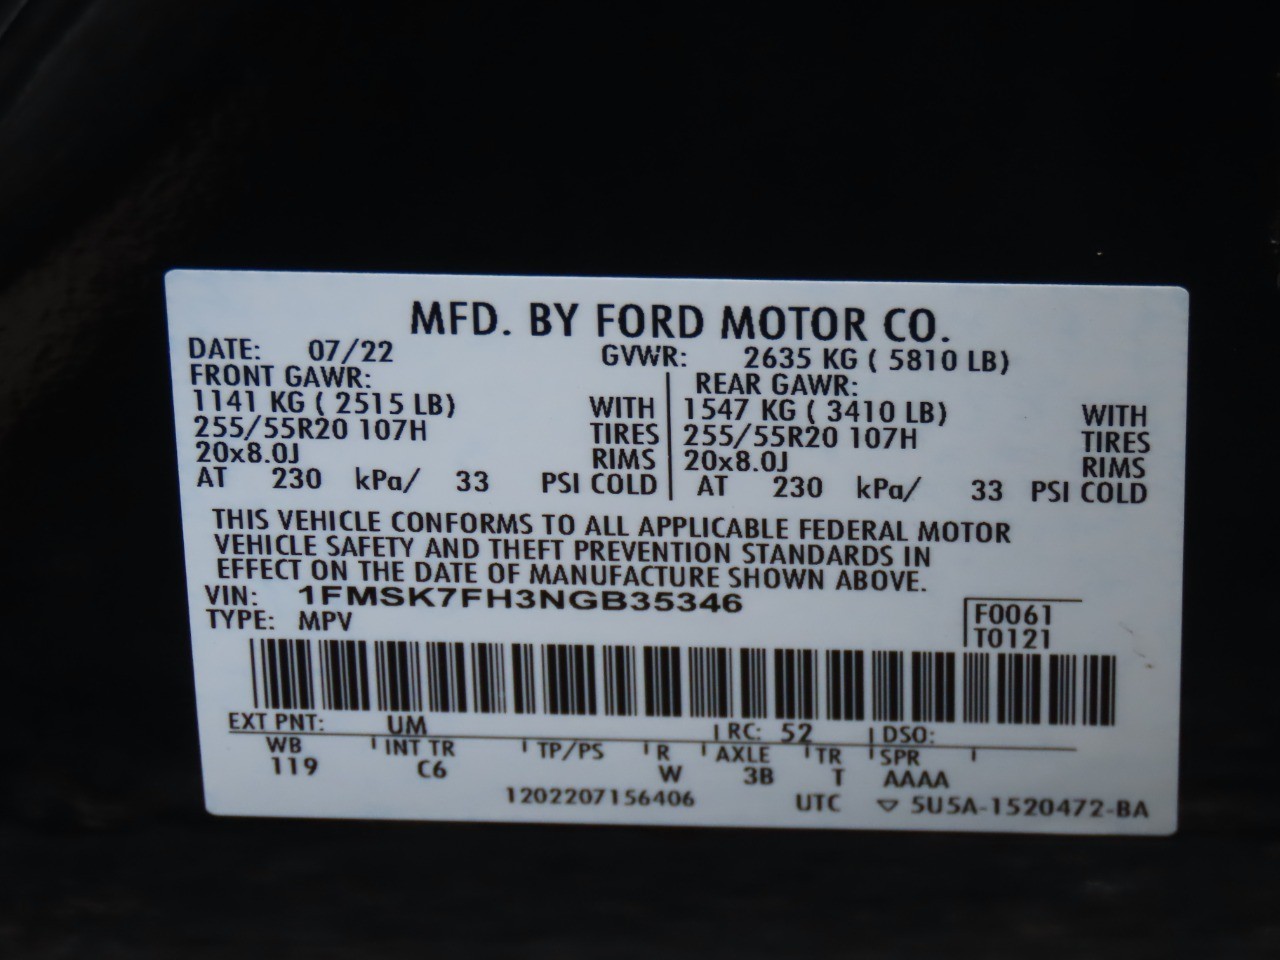 MFD. BY FORD MOTOR CO.
DATE: 07/22 GVWR: 2635 KG ( 5810 LB)
FRONT GAWR: REAR GAWR:
1141 KG ( 2515 LB) WITH 1547 KG ( 3410 LB) WITH
255/55R20 107H TIRES 255/55R20 107H TIRES
20x8.0J RIMS 20x8.0J RIMS
AT 230 kPa/ 33 PSI COLD AT 230 kPa/ 33 PSI COLD
THIS VEHICLE CONFORMS TO ALL APPLICABLE FEDERAL MOTOR
VEHICLE SAFETY AND THEFT PREVENTION STANDARDS IN
EFFECT ON THE DATE OF MANUFACTURE SHOWN ABOVE.
VIN: 1FMSK7FH3NGB35346 F0061
TYPE: MPV T0121
EXT PNT: UM RC: 52 DSO:
WB INT TR TP/PS R AXLE TR SPR
119 C6 W 3B T AAAA
1202207156406 UTC ▽ 5U5A-1520472-BA